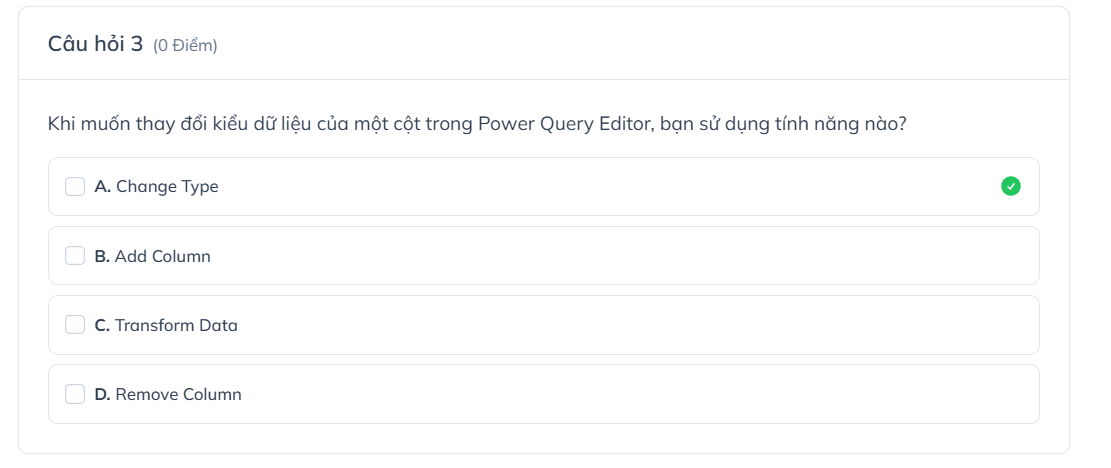 Câu hỏi 3 (0 Điểm)
Khi muốn thay đổi kiểu dữ liệu của một cột trong Power Query Editor, bạn sử dụng tính năng nào?
A. Change Type
B. Add Column
C. Transform Data
D. Remove Column